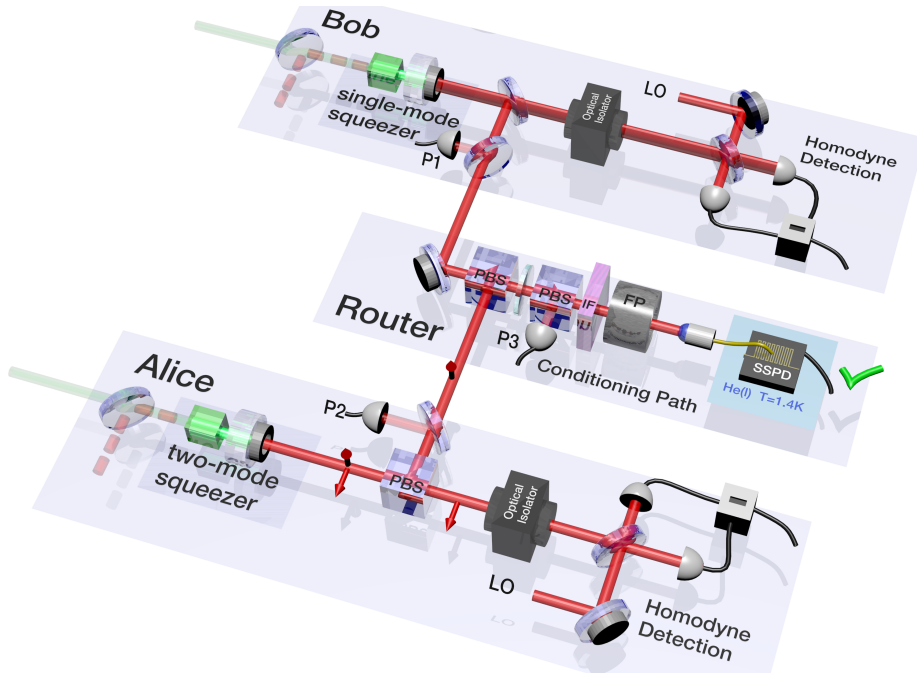 Bob
single-mode
squeezer
P1
Optical
Isolator
LO
Homodyne
Detection
Router
PBS
PBS
IF
FP
P3
Conditioning Path
SSPD
He(l) T=1.4K
Alice
two-mode
squeezer
P2
PBS
Optical
Isolator
LO
Homodyne
Detection